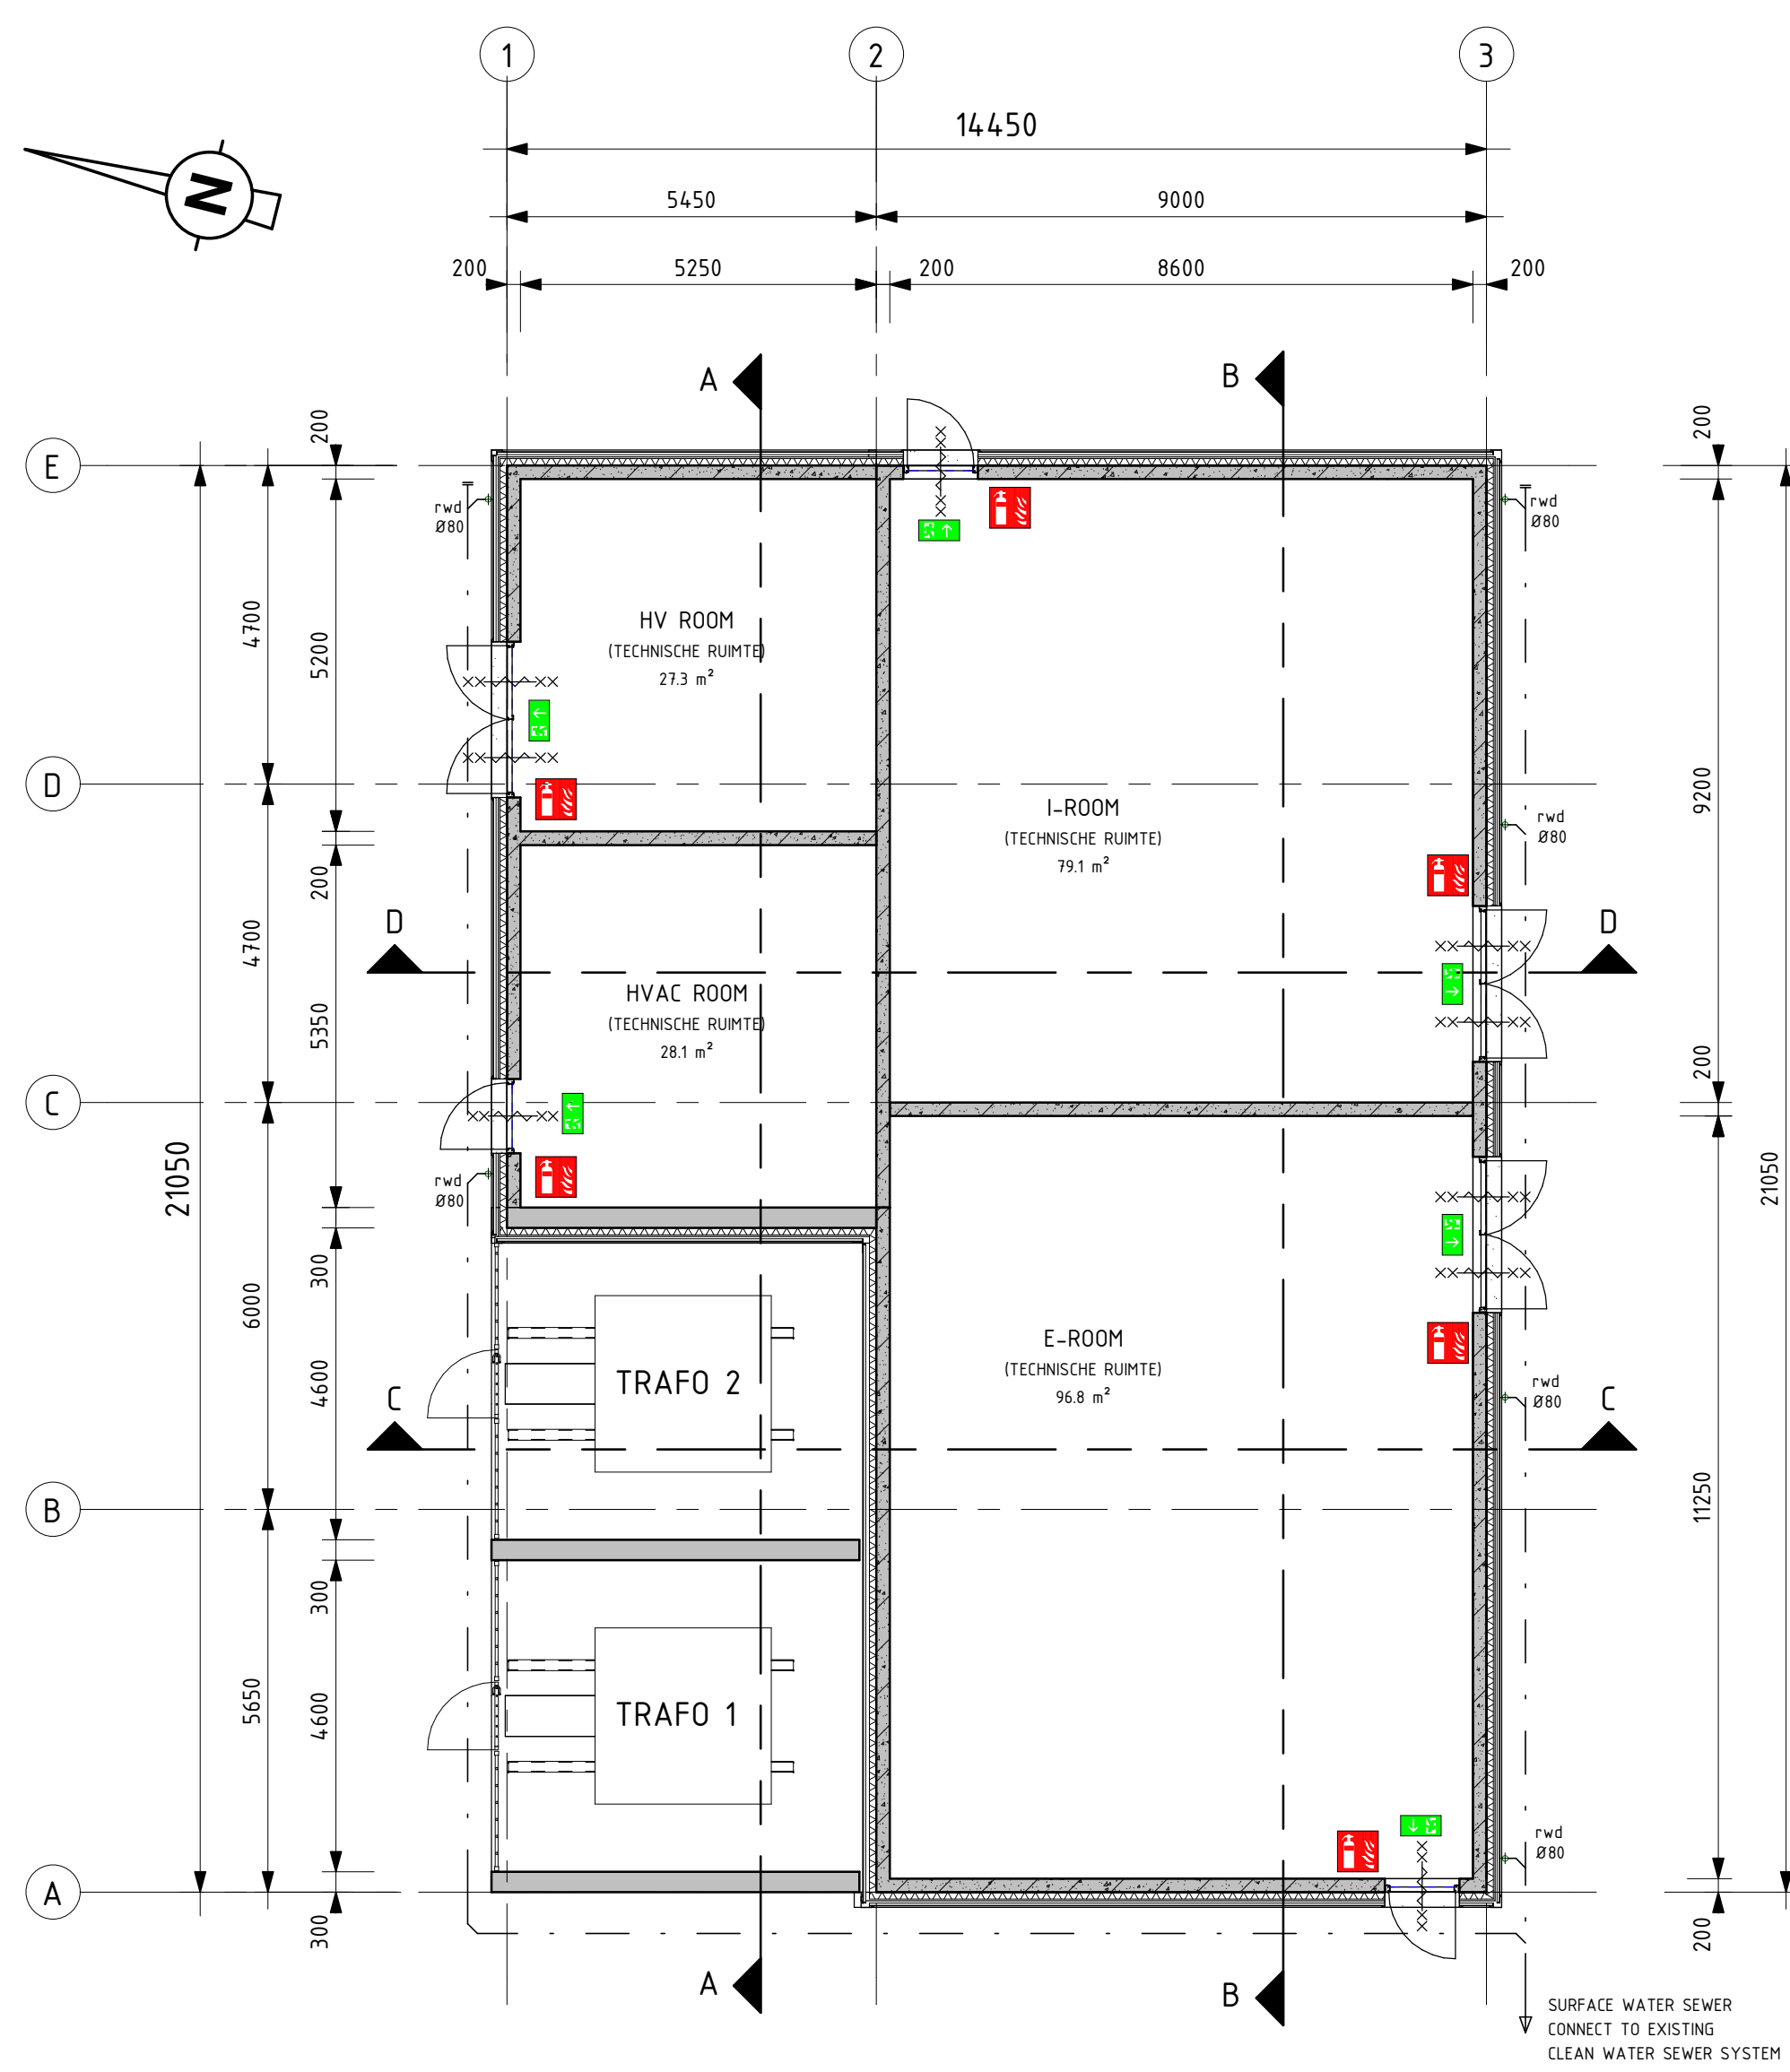 1
2
3
14450
N
5450
9000
200
5250
200
8600
200
A
B
200
200
E
rwd
Ø80
rwd
Ø80
4700
5200
HV ROOM
(TECHNISCHE RUIMTE)
27.3 m²
D
I-ROOM
(TECHNISCHE RUIMTE)
79.1 m²
rwd
Ø80
9200
200
4700
D
D
HVAC ROOM
(TECHNISCHE RUIMTE)
28.1 m²
5350
200
C
21050
21050
rwd
Ø80
300
6000
E-ROOM
(TECHNISCHE RUIMTE)
96.8 m²
TRAFO 2
4600
C
rwd
Ø80
C
B
11250
300
5650
4600
TRAFO 1
rwd
Ø80
A
300
200
A
B
SURFACE WATER SEWER
CONNECT TO EXISTING
CLEAN WATER SEWER SYSTEM